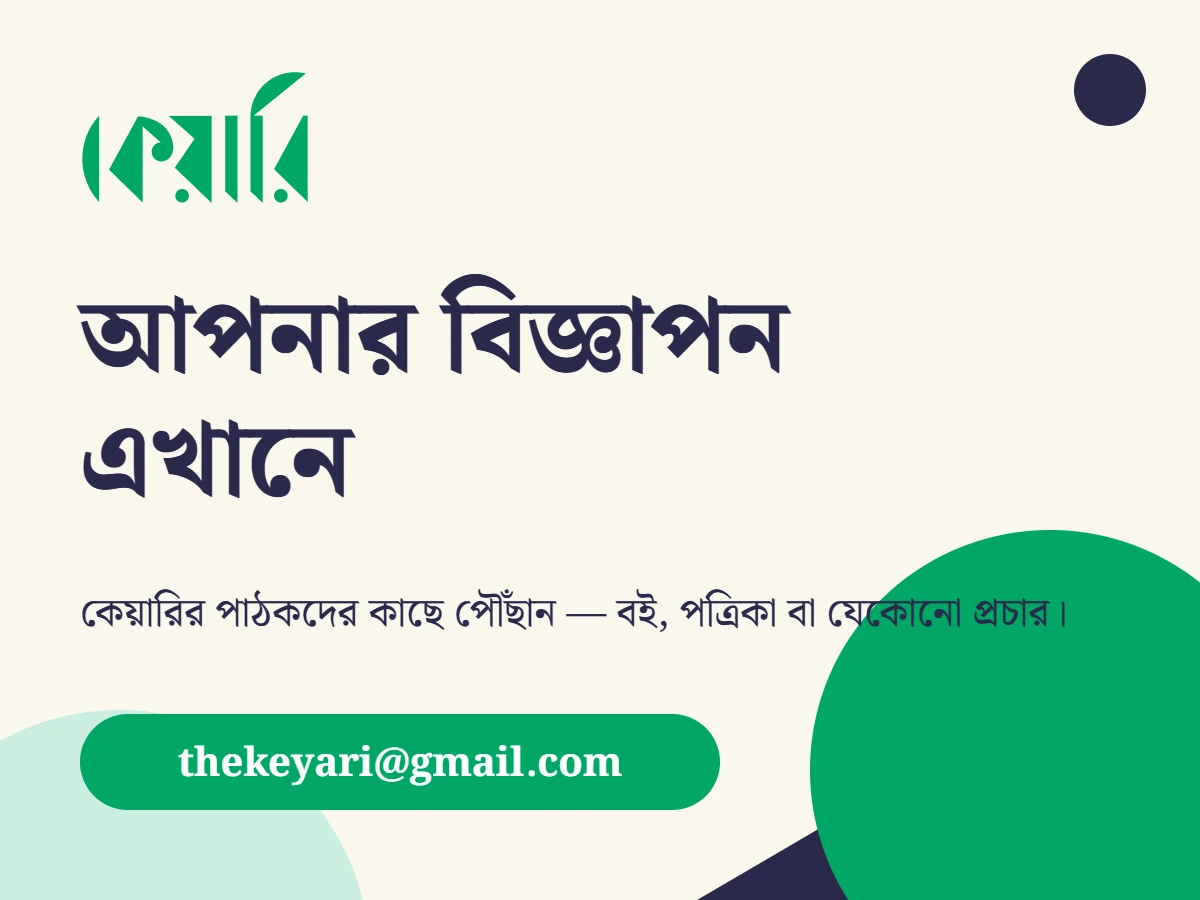 কেয়ারি
আপনার বিজ্ঞাপন
এখানে
কেয়ারির পাঠকদের কাছে পৌঁছান — বই, পত্রিকা বা যেকোনো প্রচার।
thekeyari@gmail.com